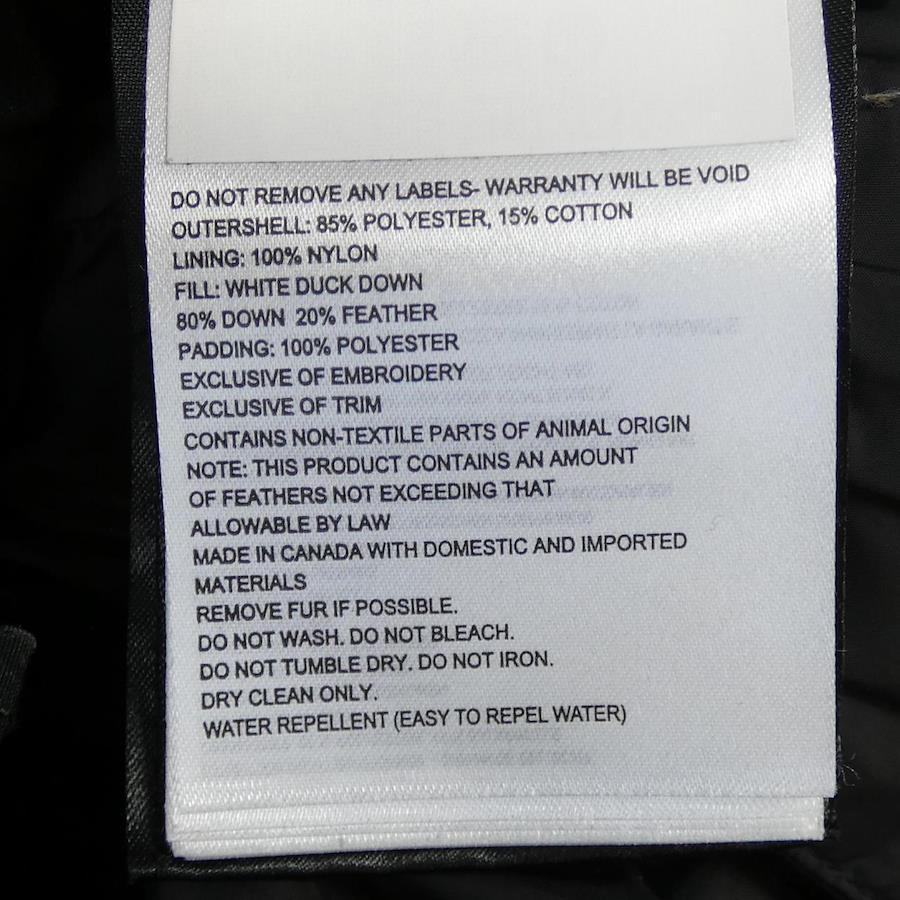 DO NOT REMOVE ANY LABELS- WARRANTY WILL BE VOID
OUTERSHELL: 85% POLYESTER, 15% COTTON
LINING: 100% NYLON
FILL: WHITE DUCK DOWN
80% DOWN 20% FEATHER
PADDING: 100% POLYESTER
EXCLUSIVE OF EMBROIDERY
EXCLUSIVE OF TRIM
CONTAINS NON-TEXTILE PARTS OF ANIMAL ORIGIN
NOTE: THIS PRODUCT CONTAINS AN AMOUNT
OF FEATHERS NOT EXCEEDING THAT
ALLOWABLE BY LAW
MADE IN CANADA WITH DOMESTIC AND IMPORTED
MATERIALS
REMOVE FUR IF POSSIBLE.
DO NOT WASH. DO NOT BLEACH.
DO NOT TUMBLE DRY. DO NOT IRON.
DRY CLEAN ONLY.
WATER REPELLENT (EASY TO REPEL WATER)